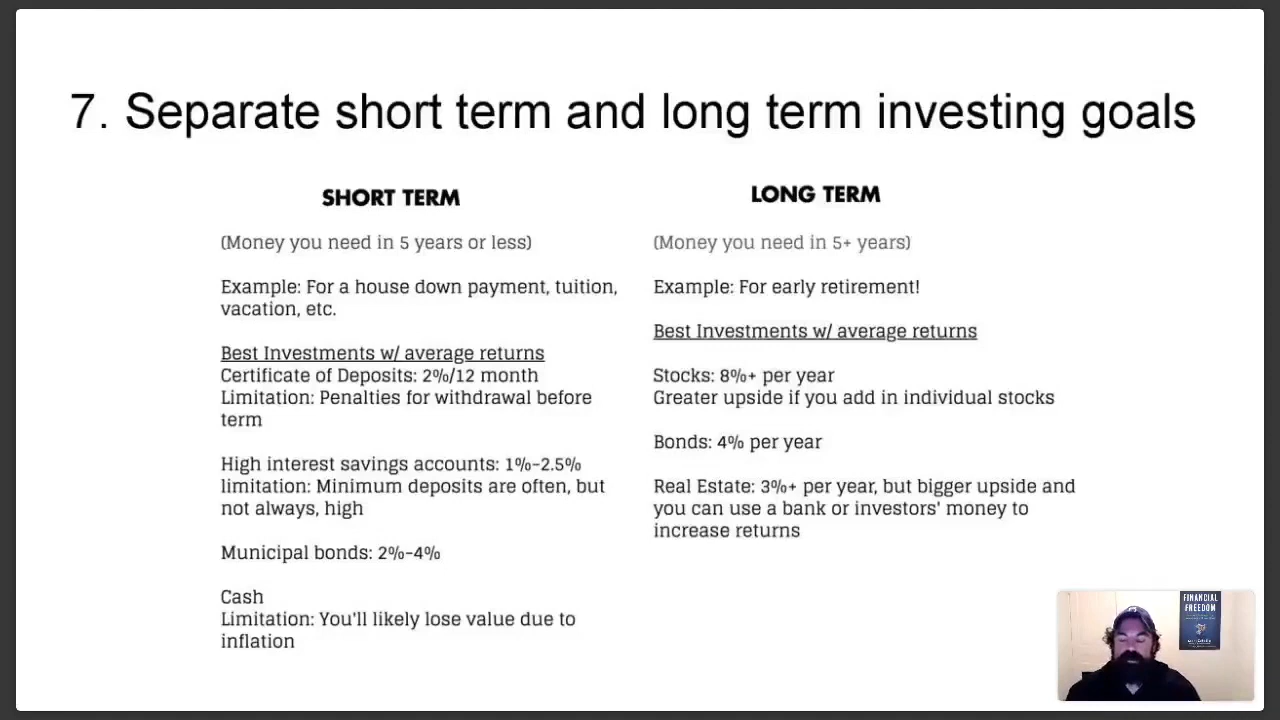 7. Separate short term and long term investing goals
SHORT TERM
(Money you need in 5 years or less)
Example: For a house down payment, tuition,
vacation, etc.
Best Investments w/ average returns
Certificate of Deposits: 2%/12 month
Limitation: Penalties for withdrawal before
term
High interest savings accounts: 1%-2.5%
limitation: Minimum deposits are often, but
not always, high
Municipal bonds: 2%-4%
Cash
Limitation: You'll likely lose value due to
inflation
LONG TERM
(Money you need in 5+ years)
Example: For early retirement!
Best Investments w/ average returns
Stocks: 8%+ per year
Greater upside if you add in individual stocks
Bonds: 4% per year
Real Estate: 3%+ per year, but bigger upside and
you can use a bank or investors' money to
increase returns
FINANCIAL
FREEDOM